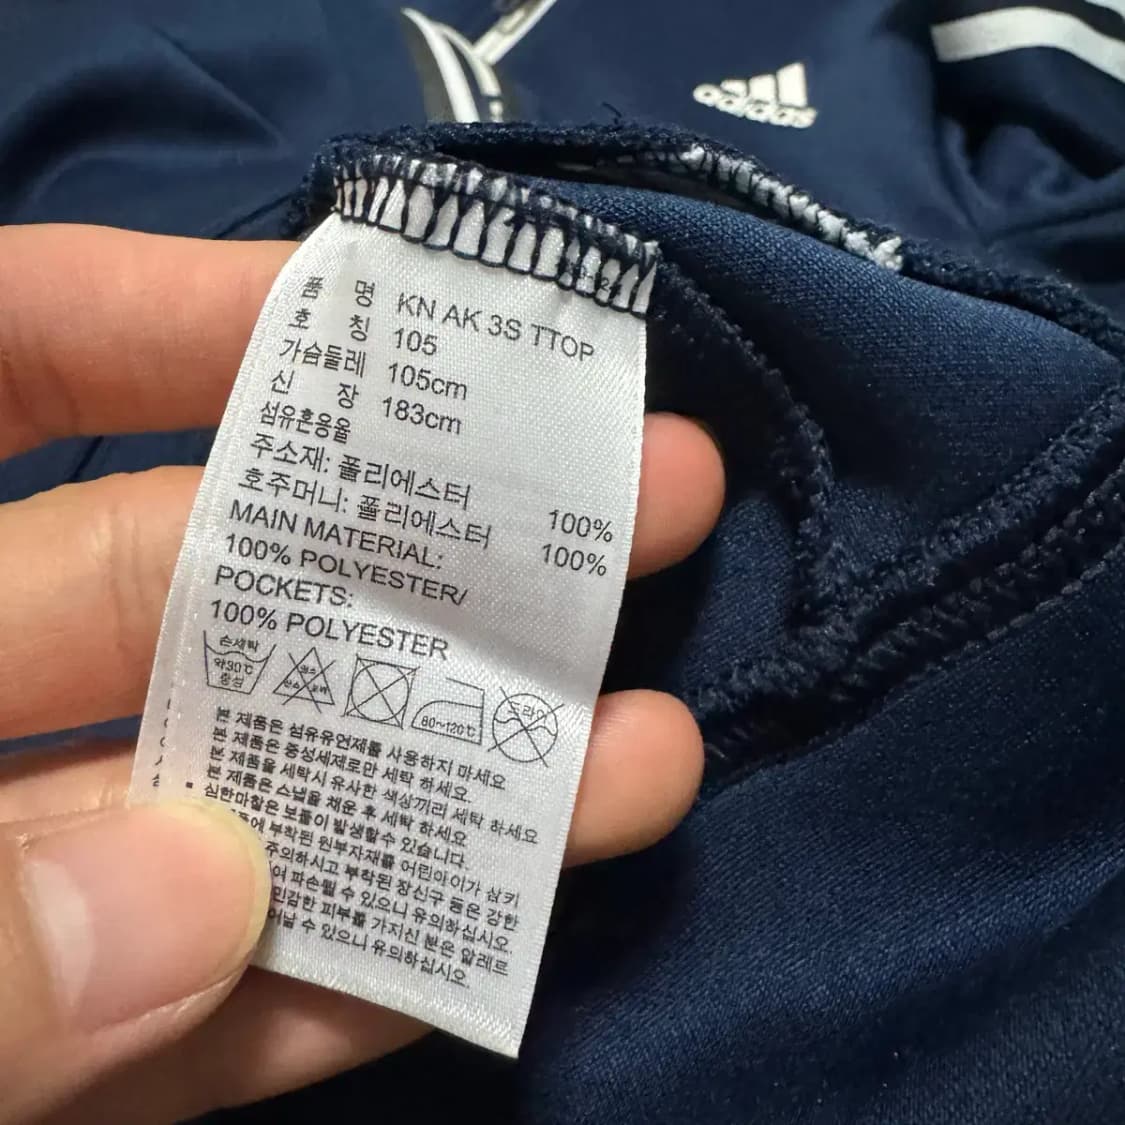 adidas
품 명 KN AK 3S TTOP
호 칭 105
가슴둘레 105cm
신 장 183cm
섬유혼용율
주소재: 폴리에스터 100%
호주머니: 폴리에스터 100%
MAIN MATERIAL:
100% POLYESTER/
POCKETS:
100% POLYESTER
손세탁
약30℃
중성
80~120℃
드라이
본 제품은 섬유유연제를 사용하지 마세요
본 제품은 중성세제로만 세탁 하세요.
본 제품을 세탁시 유사한 색상끼리 세탁 하세요
본 제품은 스냅을 채운 후 세탁 하세요
심한마찰은 보풀이 발생할수 있습니다.
부착된 원부자재를 어린아이가 삼키
주의하시고 부착된 장신구 등은 강한
파손될 수 있으니 유의하십시오.
민감한 피부를 가지신 분은 알레르
수 있으니 유의하십시오.